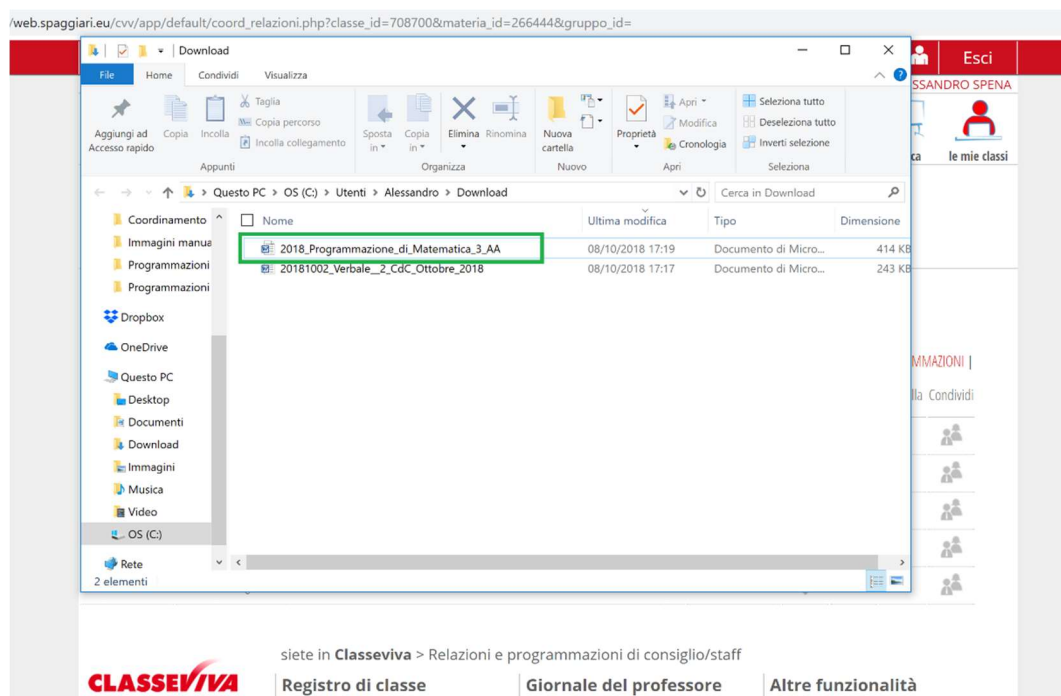 /web.spaggiari.eu/cvv/app/default/coord_relazioni.php?classe_id=708700&materia_id=266444&gruppo_id=
Download
Esci
File Home Condividi Visualizza
SSANDRO SPENA
Aggiungi ad Accesso rapido
Copia
Incolla
Taglia
Copia percorso
Incolla collegamento
Sposta in
Copia in
Elimina
Rinomina
Nuova cartella
Proprietà
Apri
Modifica
Cronologia
Seleziona tutto
Deseleziona tutto
Inverti selezione
ca le mie classi
Appunti Organizza Nuovo Apri Seleziona
Questo PC > OS (C:) > Utenti > Alessandro > Download
Cerca in Download
Nome Ultima modifica Tipo Dimensione
2018_Programmazione_di_Matematica_3_AA 08/10/2018 17:19 Documento di Micro... 414 KB
20181002_Verbale__2_CdC_Ottobre_2018 08/10/2018 17:17 Documento di Micro... 243 KB
Coordinamento
Immagini manua
Programmazioni
Programmazioni
Dropbox
OneDrive
Questo PC
Desktop
Documenti
Download
Immagini
Musica
Video
OS (C:)
Rete
2 elementi
MMAZIONI |
lla Condividi
siete in Classeviva > Relazioni e programmazioni di consiglio/staff
CLASSEVIVA
Registro di classe Giornale del professore Altre funzionalità